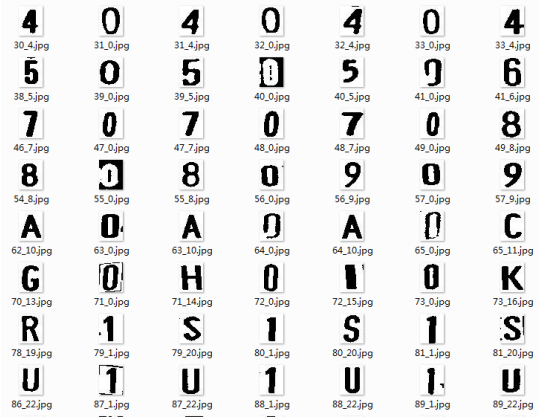 4 0 4 0 4 0 4
30_4.jpg 31_0.jpg 31_4.jpg 32_0.jpg 32_4.jpg 33_0.jpg 33_4.jpg
5 0 5 0 5 0 6
38_5.jpg 39_0.jpg 39_5.jpg 40_0.jpg 40_5.jpg 41_0.jpg 41_6.jpg
7 0 7 0 7 0 8
46_7.jpg 47_0.jpg 47_7.jpg 48_0.jpg 48_7.jpg 49_0.jpg 49_8.jpg
8 0 8 0 9 0 9
54_8.jpg 55_0.jpg 55_8.jpg 56_0.jpg 56_9.jpg 57_0.jpg 57_9.jpg
A 0 A 0 A 0 C
62_10.jpg 63_0.jpg 63_10.jpg 64_0.jpg 64_10.jpg 65_0.jpg 65_11.jpg
G 0 H 0 0 K
70_13.jpg 71_0.jpg 71_14.jpg 72_0.jpg 72_15.jpg 73_0.jpg 73_16.jpg
R 1 S 1 S 1 S
78_19.jpg 79_1.jpg 79_20.jpg 80_1.jpg 80_20.jpg 81_1.jpg 81_20.jpg
U 1 U 1 U 1 U
86_22.jpg 87_1.jpg 87_22.jpg 88_1.jpg 88_22.jpg 89_1.jpg 89_22.jpg